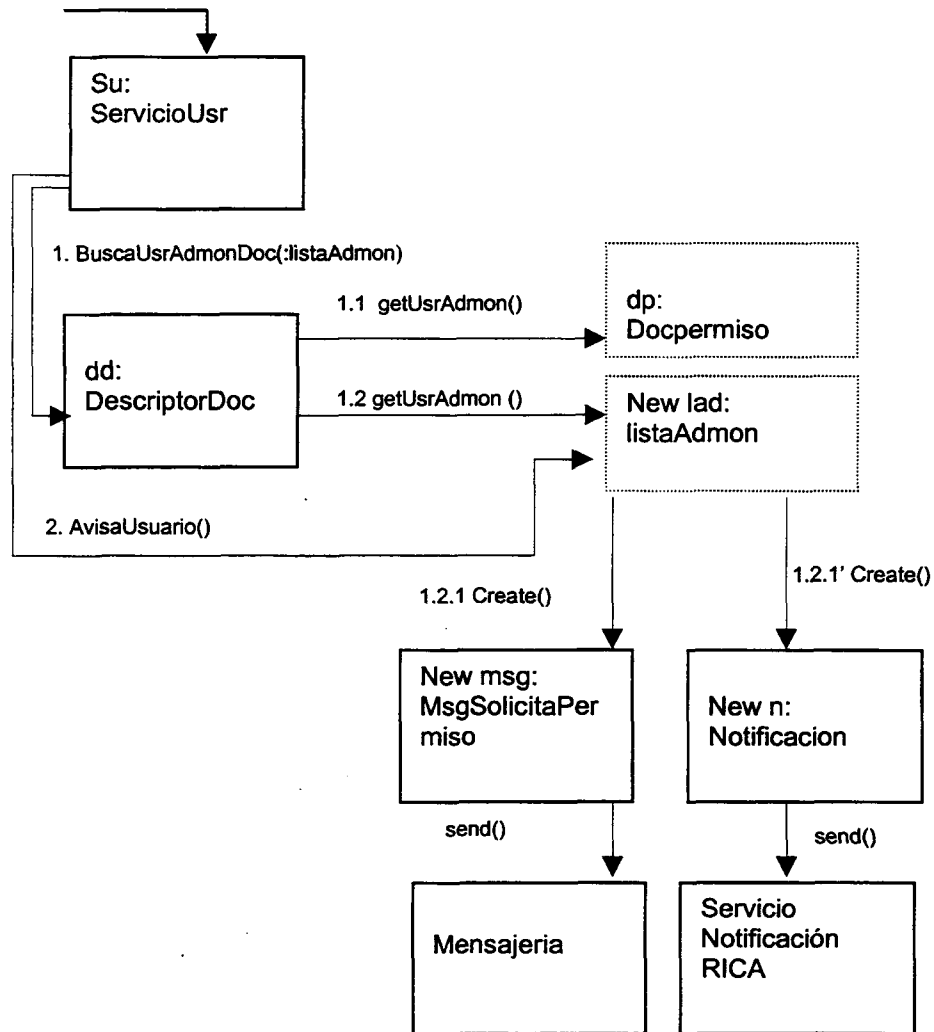 Su:
ServicioUsr
1. BuscaUsrAdmonDoc(:listaAdmon)
1.1 getUsrAdmon()
dp:
Docpermiso
dd:
DescriptorDoc
1.2 getUsrAdmon ()
New lad:
listaAdmon
2. AvisaUsuario()
1.2.1 Create()
1.2.1' Create()
New msg:
MsgSolicitaPer
miso
New n:
Notificacion
send()
send()
Mensajeria
Servicio
Notificación
RICA